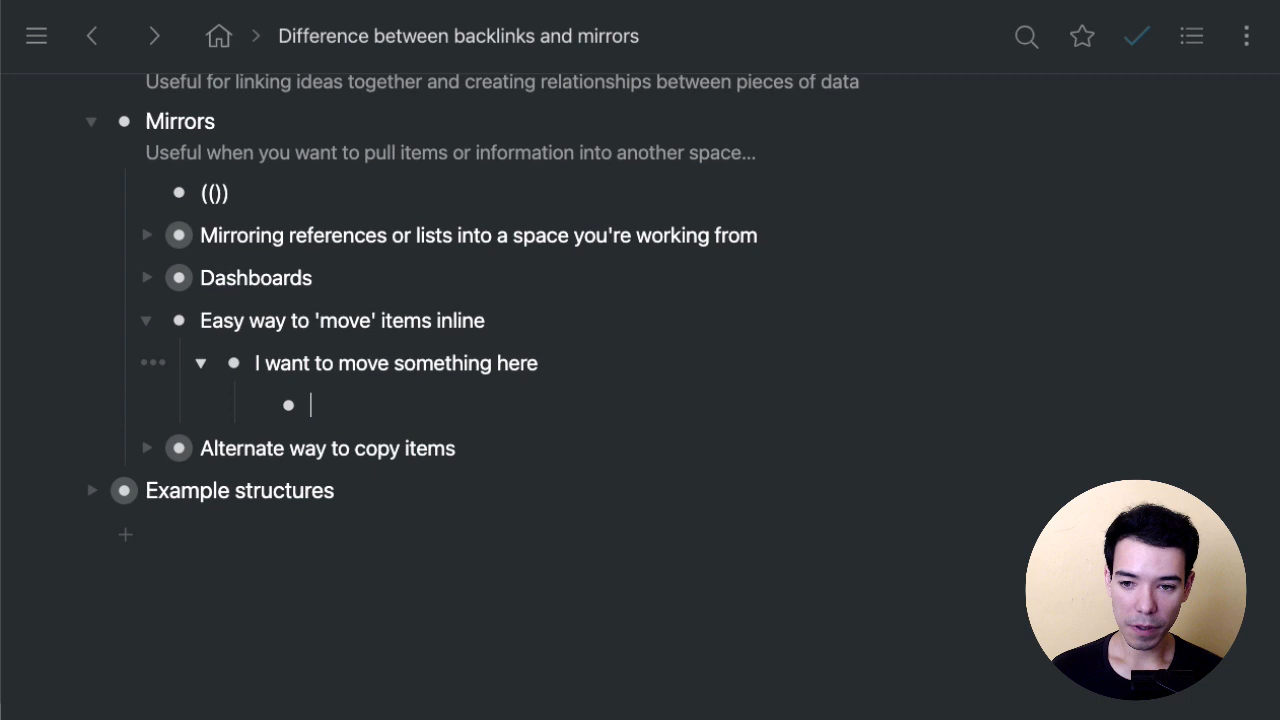 Difference between backlinks and mirrors
Useful for linking ideas together and creating relationships between pieces of data
Mirrors
Useful when you want to pull items or information into another space...
(())
Mirroring references or lists into a space you're working from
Dashboards
Easy way to 'move' items inline
I want to move something here
Alternate way to copy items
Example structures